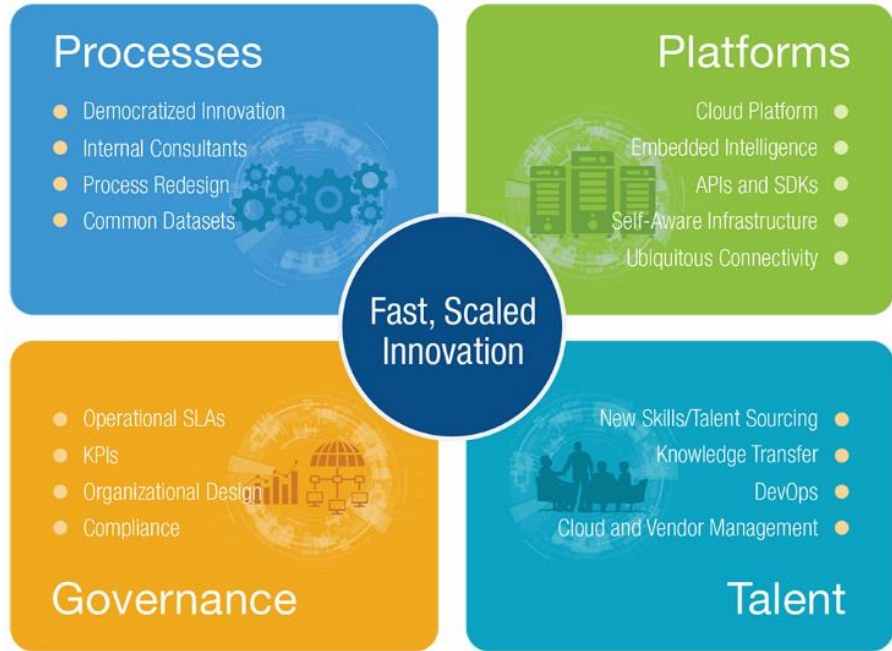 Processes
Democratized Innovation
Internal Consultants
Process Redesign
Common Datasets
Platforms
Cloud Platform
Embedded Intelligence
APIs and SDKs
Self-Aware Infrastructure
Ubiquitous Connectivity
Fast, Scaled
Innovation
Operational SLAs
KPIs
Organizational Design
Compliance
Governance
New Skills/Talent Sourcing
Knowledge Transfer
DevOps
Cloud and Vendor Management
Talent